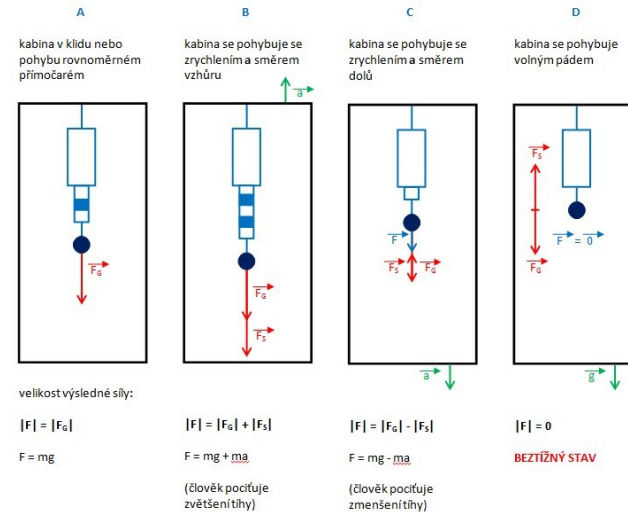 A
kabina v klidu nebo
pohybu rovnoměrném
přímočarém
F_G
velikost výsledné síly:
|F| = |F_G|
F = mg
B
kabina se pohybuje se
zrychlením a směrem
vzhůru
a
F_G
F_S
|F| = |F_G| + |F_S|
F = mg + ma
(člověk pociťuje
zvětšení tíhy)
C
kabina se pohybuje se
zrychlením a směrem
dolů
F
F_S F_G
a
|F| = |F_G| - |F_S|
F = mg - ma
(člověk pociťuje
zmenšení tíhy)
D
kabina se pohybuje
volným pádem
F_S
F = 0
F_G
g
|F| = 0
BEZTÍŽNÝ STAV